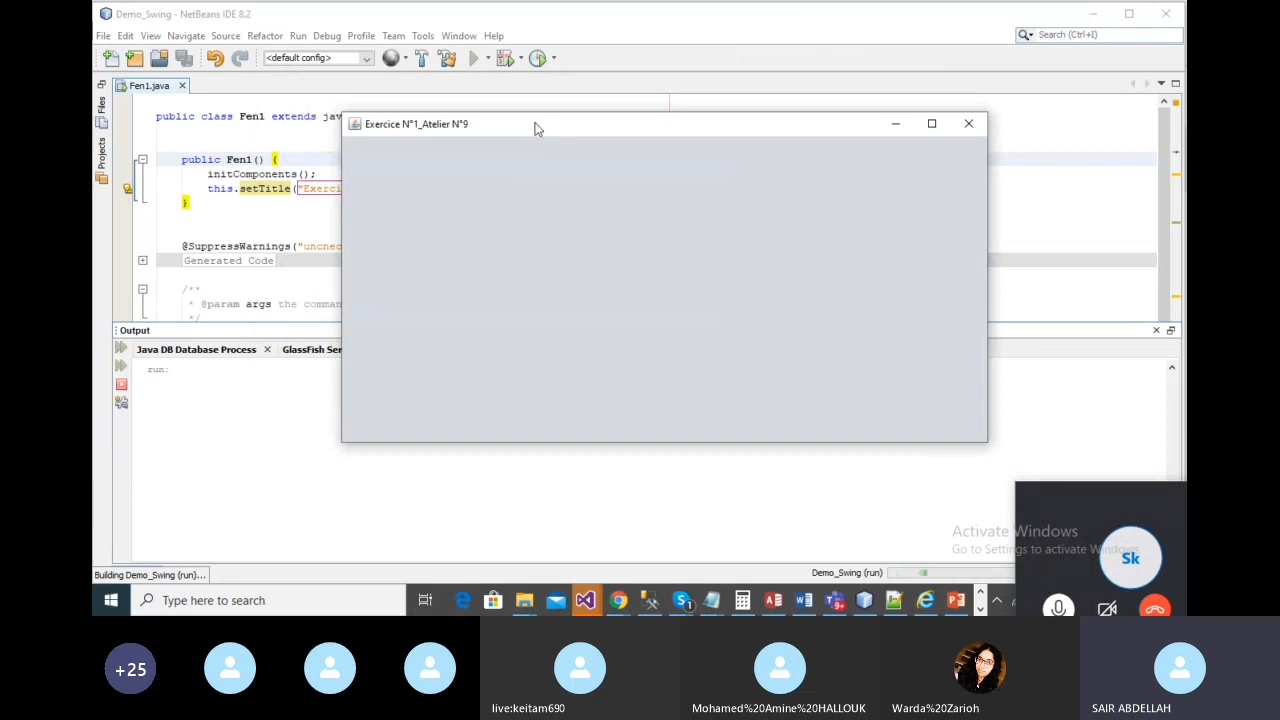 Demo_Swing - NetBeans IDE 8.2
File Edit View Navigate Source Refactor Run Debug Profile Team Tools Window Help
Search (Ctrl+I)
<default config>
Fen1.java
Files
Projects
public class Fen1 extends jav
public Fen1() {
initComponents();
this.setTitle("Exerci
}
@SuppressWarnings("unchec
Generated Code
/**
* @param args the comman
*/
Exercice N°1_Atelier N°9
Output
Java DB Database Process GlassFish Ser
run:
Building Demo_Swing (run)...
Demo_Swing (run)
Activate Windows
Go to Settings to activate Windows.
Sk
Type here to search
+25
live:keitam690
Mohamed%20Amine%20HALLOUK
Warda%20Zarioh
SAIR ABDELLAH